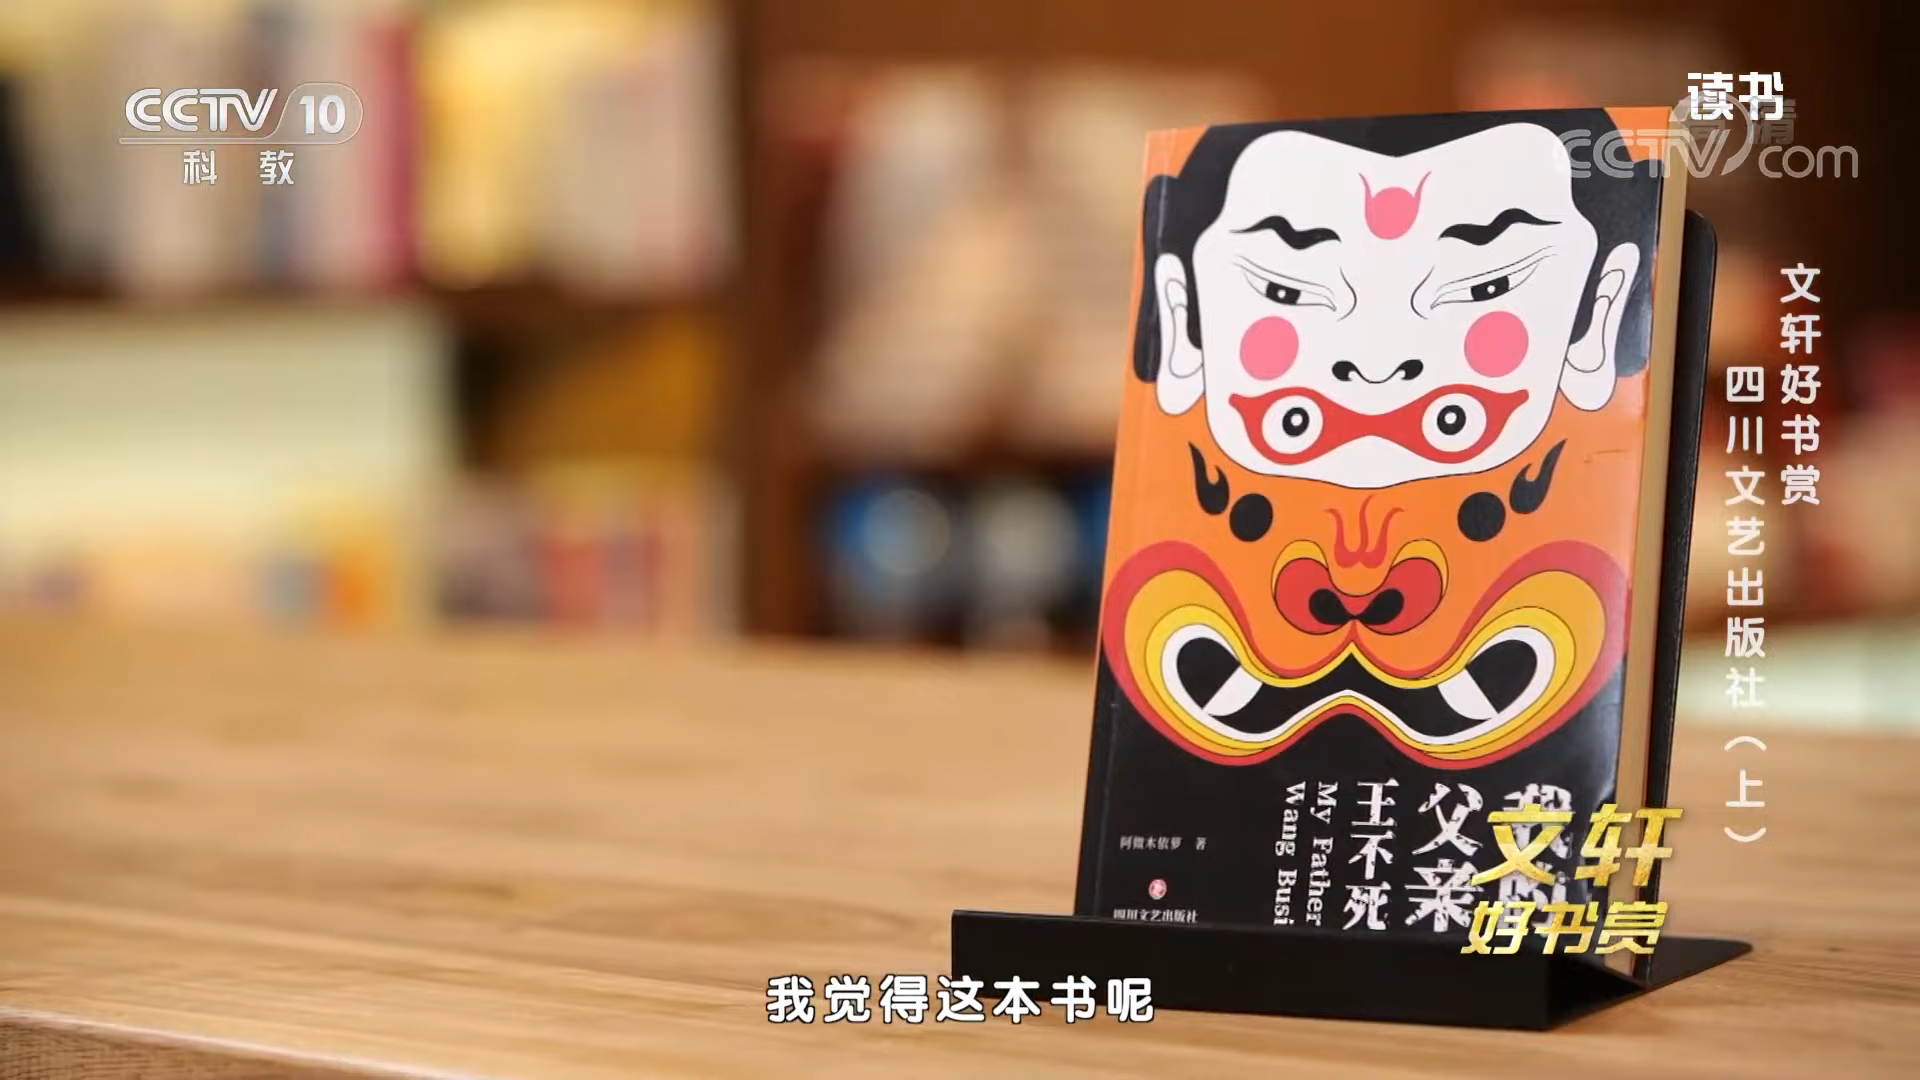 CCTV 10
科 教
读书
高清
CCTV com
文轩好书赏
四川文艺出版社（上）
我的
父亲
王不死
My Father
Wang Busi
阿微木依萝 著
四川文艺出版社
文轩
好书赏
我觉得这本书呢